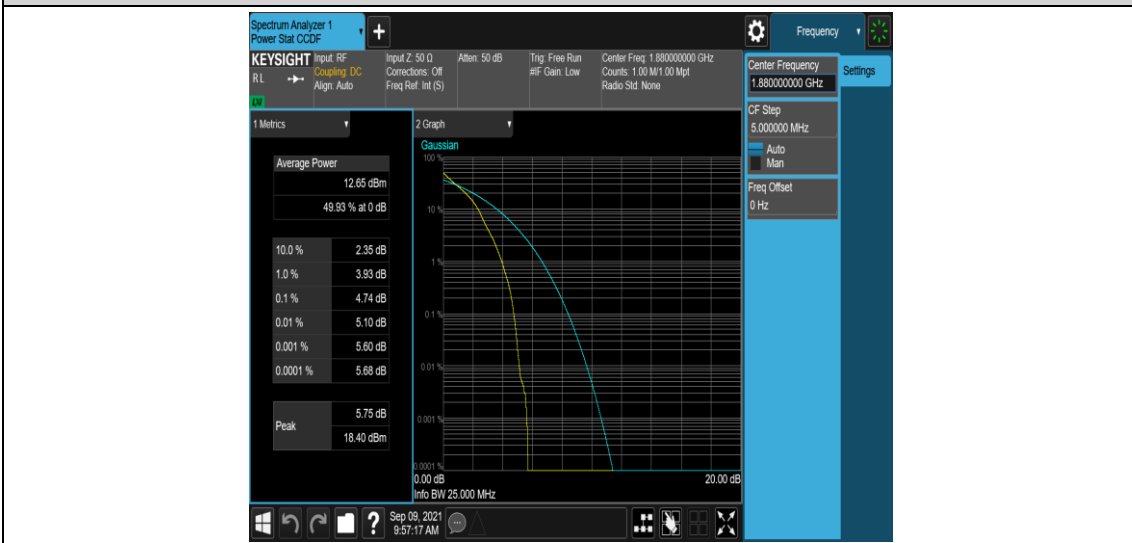 Spectrum Analyzer 1
Power Stat CCDF
+
Frequency
KEYSIGHT
RL
LXI
Input: RF
Coupling: DC
Align: Auto
Input Z: 50 Ω
Corrections: Off
Freq Ref: Int (S)
Atten: 50 dB
Trig: Free Run
#IF Gain: Low
Center Freq: 1.880000000 GHz
Counts: 1.00 M/1.00 Mpt
Radio Std: None
Center Frequency
1.880000000 GHz
Settings
CF Step
5.000000 MHz
Auto
Man
Freq Offset
0 Hz
1 Metrics
Average Power
12.65 dBm
49.93 % at 0 dB
10.0 % 2.35 dB
1.0 % 3.93 dB
0.1 % 4.74 dB
0.01 % 5.10 dB
0.001 % 5.60 dB
0.0001 % 5.68 dB
Peak
5.75 dB
18.40 dBm
2 Graph
Gaussian
100 %
10 %
1 %
0.1 %
0.01 %
0.001 %
0.0001 %
0.00 dB 20.00 dB
Info BW 25.000 MHz
?
Sep 09, 2021
9:57:17 AM